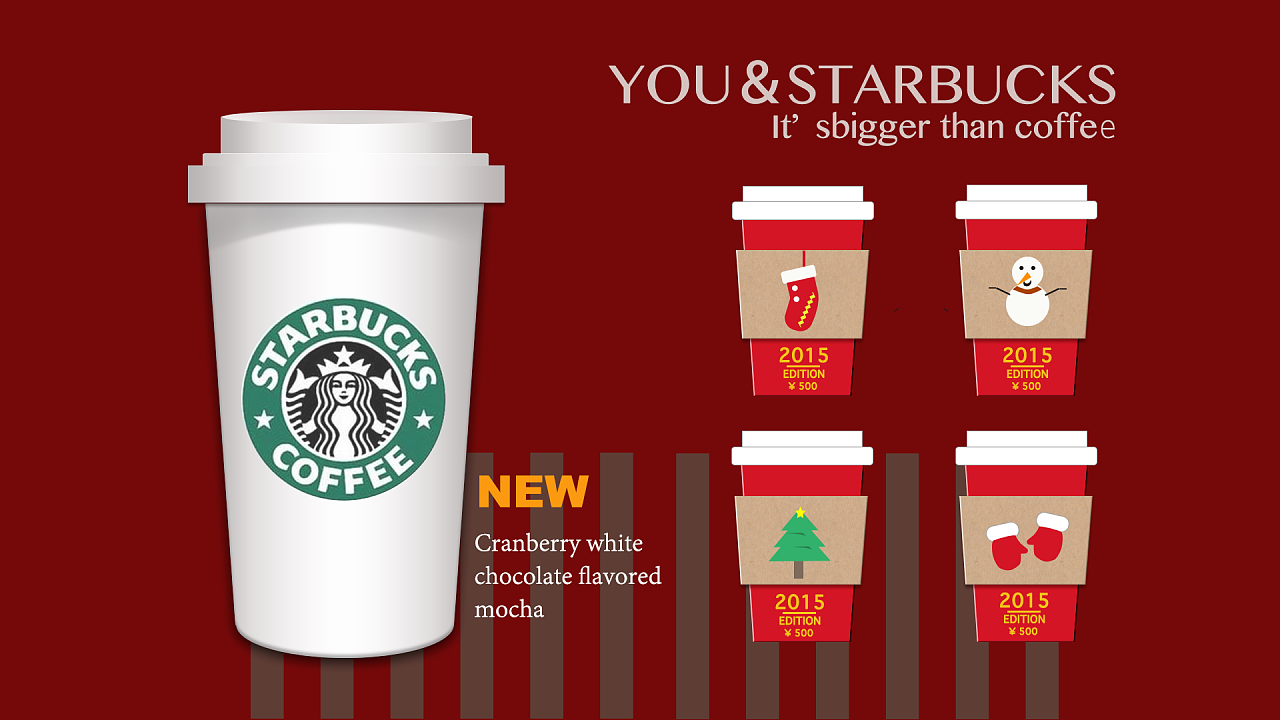 YOU&STARBUCKS
It’ sbigger than coffee
STARBUCKS
COFFEE
2015
EDITION
¥ 500
2015
EDITION
¥ 500
NEW
Cranberry white
chocolate flavored
mocha
2015
EDITION
¥ 500
2015
EDITION
¥ 500